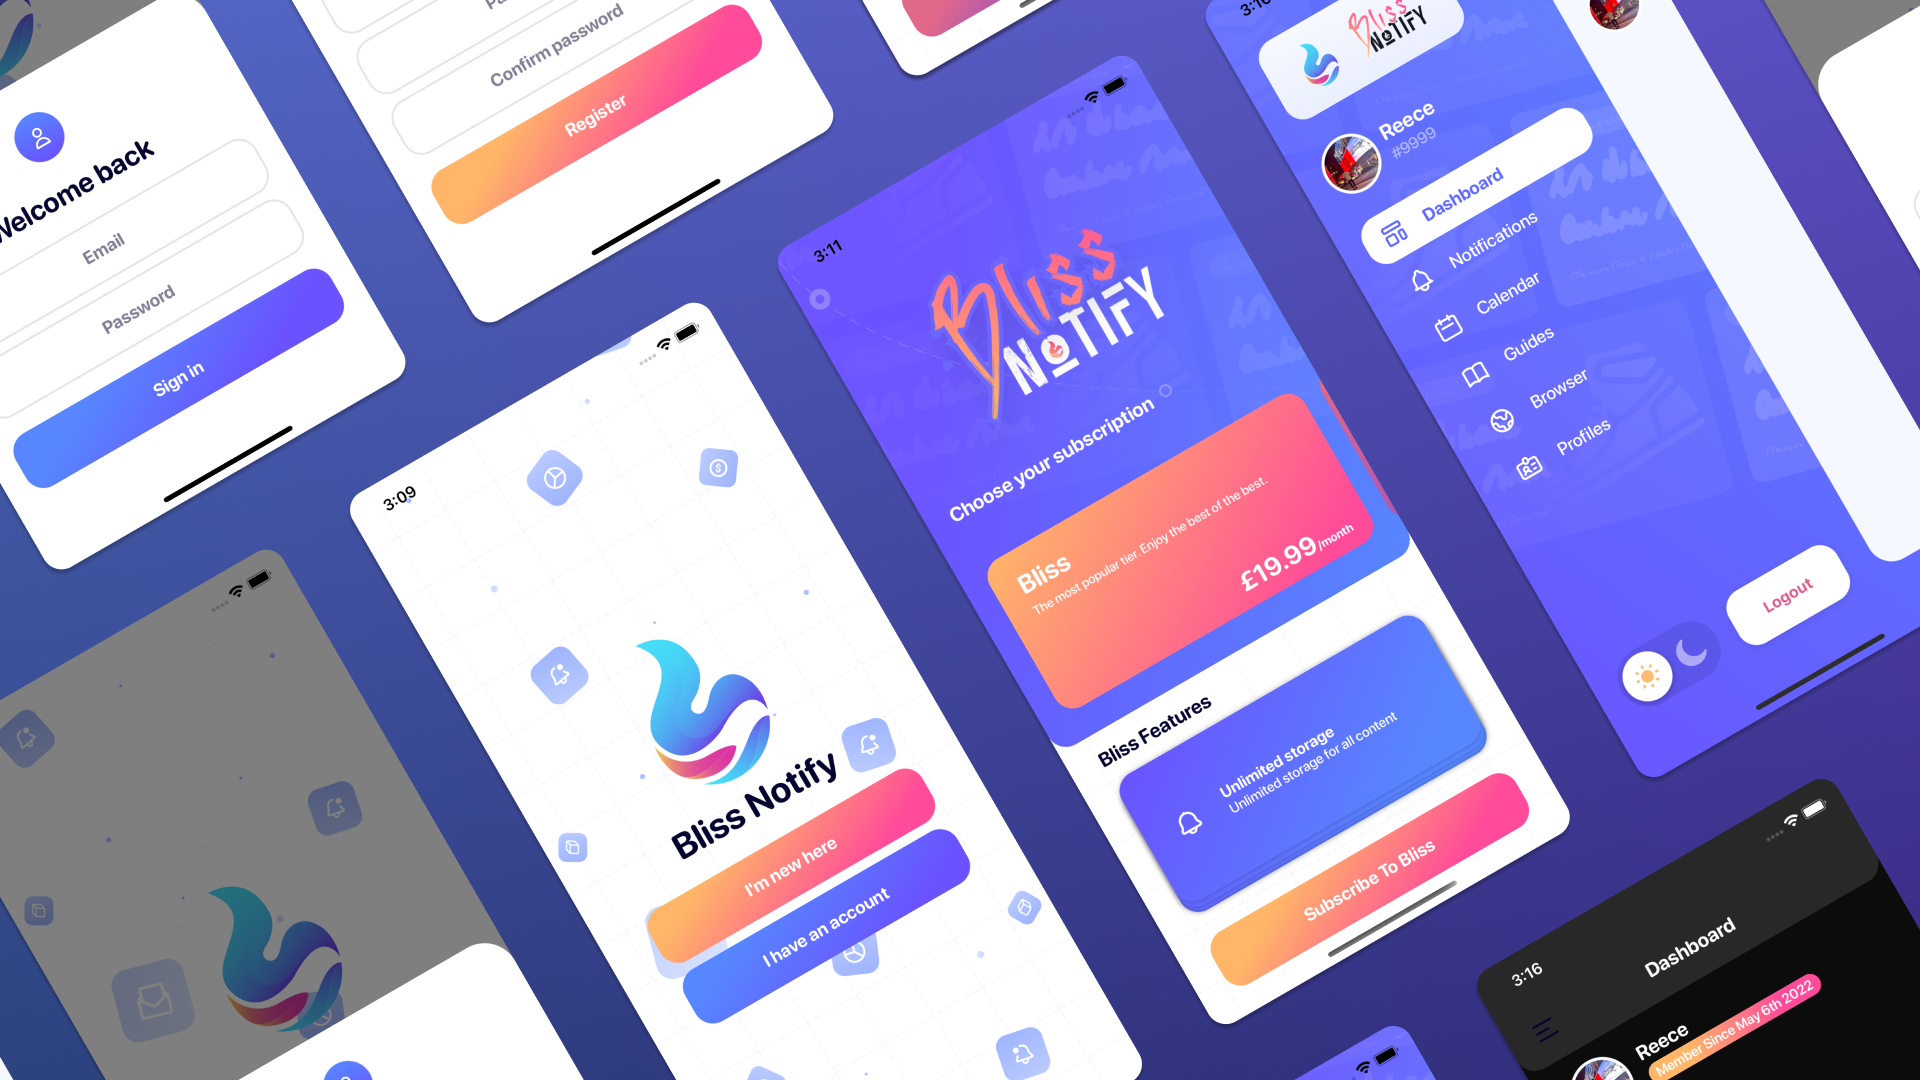 Welcome back
Email
Password
Sign in
Confirm password
Register
3:09
Bliss Notify
I'm new here
I have an account
3:11
Bliss
NOTIFY
Choose your subscription
Bliss
The most popular tier. Enjoy the best of the best.
£19.99/month
Bliss Features
Unlimited storage
Unlimited storage for all content
Subscribe To Bliss
Bliss
NOTIFY
Reece
#9999
Dashboard
Notifications
Calendar
Guides
Browser
Profiles
Logout
3:16
Dashboard
Reece
Member Since May 6th 2022